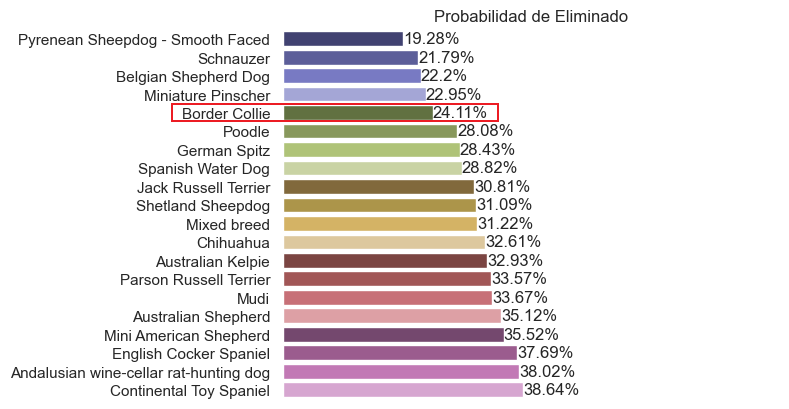 Probabilidad de Eliminado
Pyrenean Sheepdog - Smooth Faced 19.28%
Schnauzer 21.79%
Belgian Shepherd Dog 22.2%
Miniature Pinscher 22.95%
Border Collie 24.11%
Poodle 28.08%
German Spitz 28.43%
Spanish Water Dog 28.82%
Jack Russell Terrier 30.81%
Shetland Sheepdog 31.09%
Mixed breed 31.22%
Chihuahua 32.61%
Australian Kelpie 32.93%
Parson Russell Terrier 33.57%
Mudi 33.67%
Australian Shepherd 35.12%
Mini American Shepherd 35.52%
English Cocker Spaniel 37.69%
Andalusian wine-cellar rat-hunting dog 38.02%
Continental Toy Spaniel 38.64%